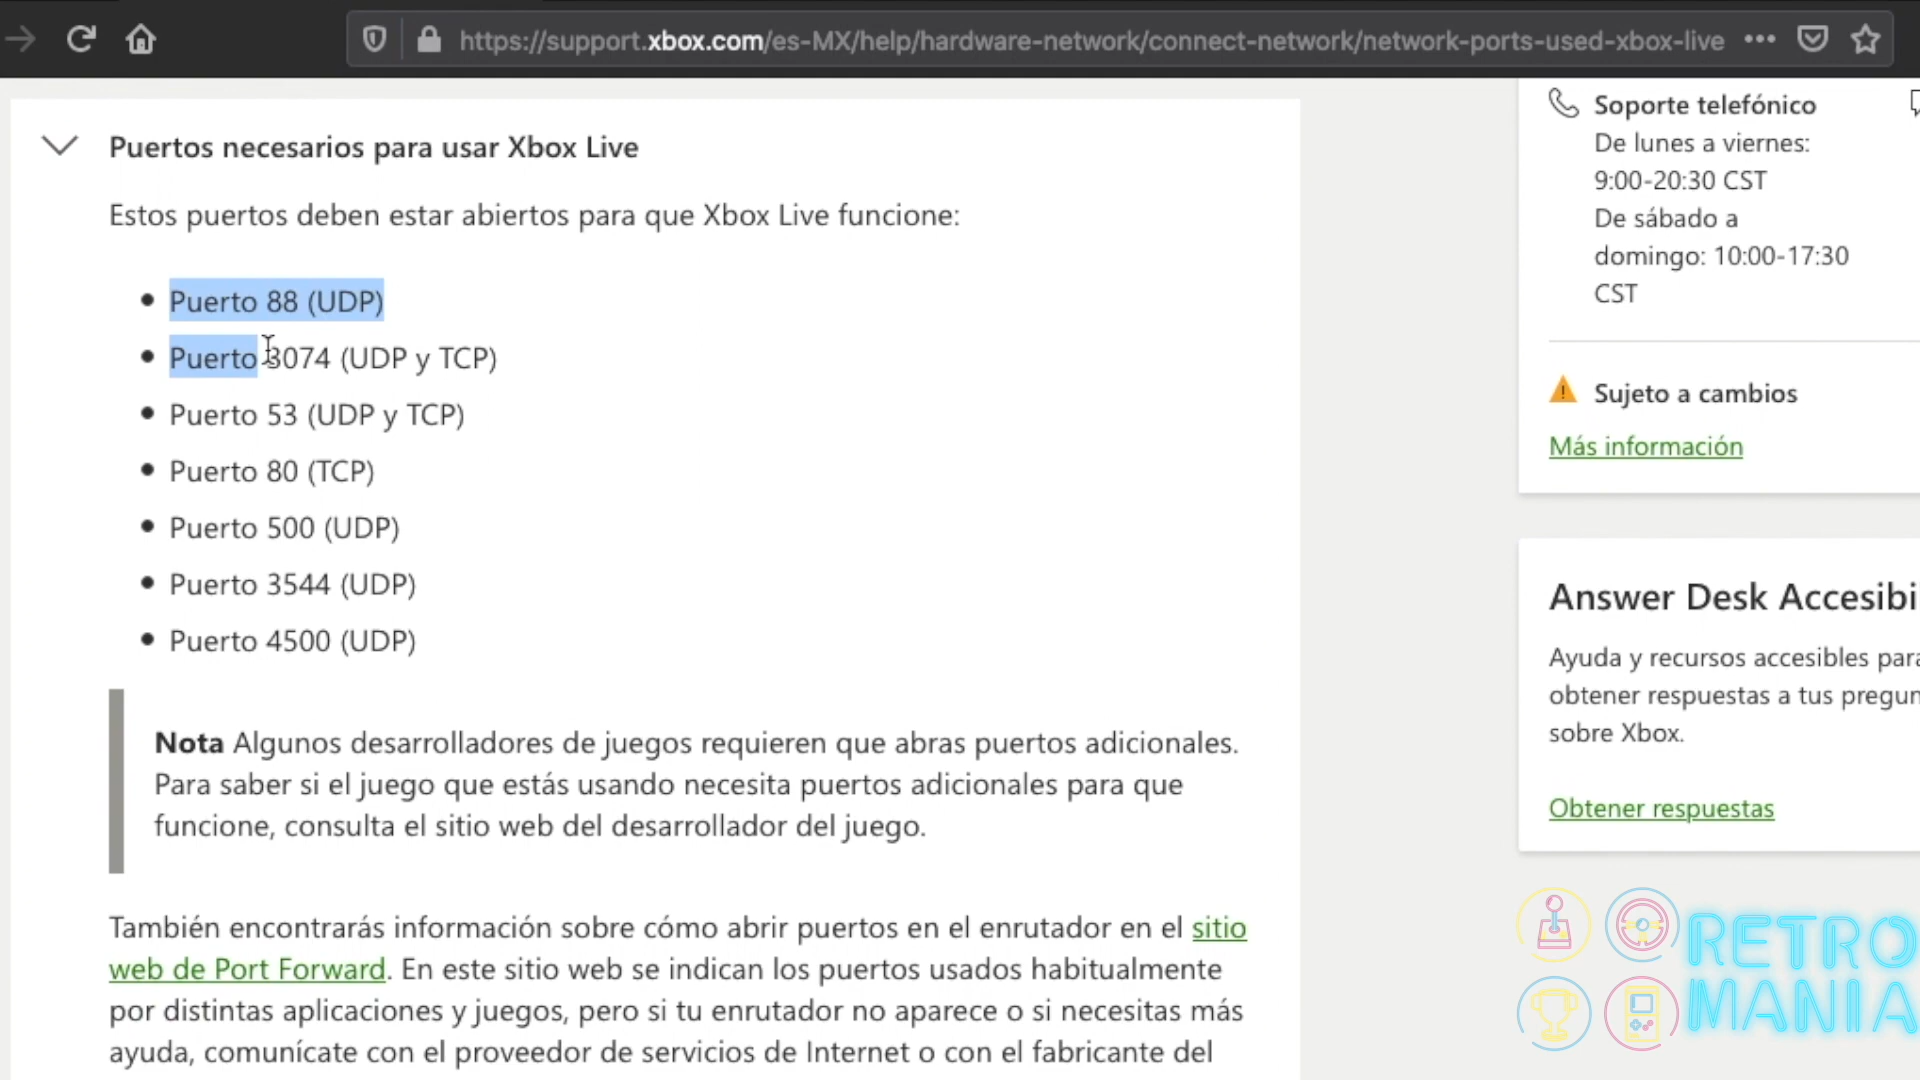 https://support.xbox.com/es-MX/help/hardware-network/connect-network/network-ports-used-xbox-live
Puertos necesarios para usar Xbox Live
Estos puertos deben estar abiertos para que Xbox Live funcione:
Puerto 88 (UDP)
Puerto 3074 (UDP y TCP)
Puerto 53 (UDP y TCP)
Puerto 80 (TCP)
Puerto 500 (UDP)
Puerto 3544 (UDP)
Puerto 4500 (UDP)
Nota Algunos desarrolladores de juegos requieren que abras puertos adicionales.
Para saber si el juego que estás usando necesita puertos adicionales para que
funcione, consulta el sitio web del desarrollador del juego.
También encontrarás información sobre cómo abrir puertos en el enrutador en el sitio
web de Port Forward. En este sitio web se indican los puertos usados habitualmente
por distintas aplicaciones y juegos, pero si tu enrutador no aparece o si necesitas más
ayuda, comunícate con el proveedor de servicios de Internet o con el fabricante del
Soporte telefónico
De lunes a viernes:
9:00-20:30 CST
De sábado a
domingo: 10:00-17:30
CST
Sujeto a cambios
Más información
Answer Desk Accesibi
Ayuda y recursos accesibles para
obtener respuestas a tus pregun
sobre Xbox.
Obtener respuestas
RETRO
MANIA